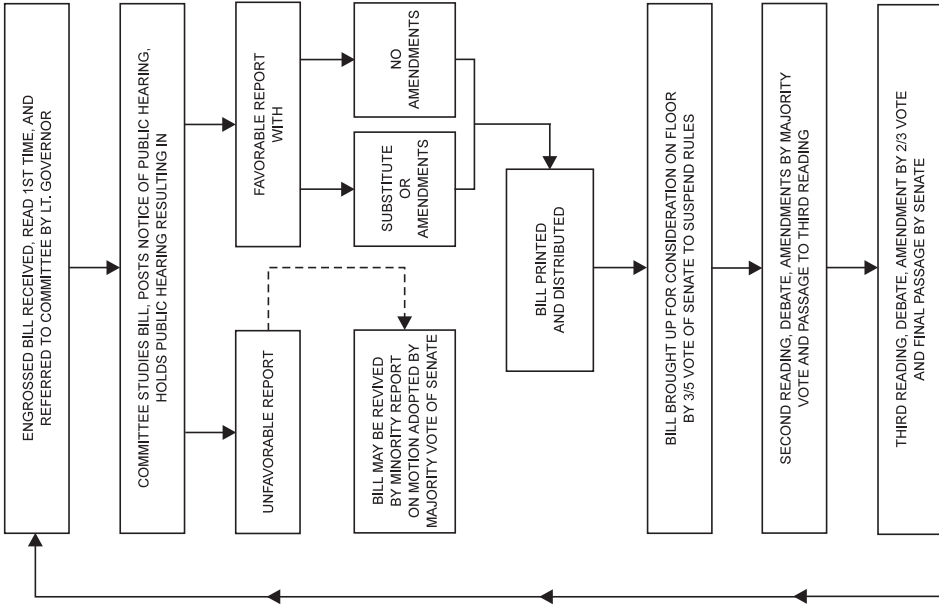 ENGROSSED BILL RECEIVED, READ 1ST TIME, AND
REFERRED TO COMMITTEE BY LT. GOVERNOR
COMMITTEE STUDIES BILL, POSTS NOTICE OF PUBLIC HEARING,
HOLDS PUBLIC HEARING RESULTING IN
UNFAVORABLE REPORT
FAVORABLE REPORT
WITH
BILL MAY BE REVIVED
BY MINORITY REPORT
ON MOTION ADOPTED BY
MAJORITY VOTE OF SENATE
SUBSTITUTE
OR
AMENDMENTS
NO
AMENDMENTS
BILL PRINTED
AND DISTRIBUTED
BILL BROUGHT UP FOR CONSIDERATION ON FLOOR
BY 3/5 VOTE OF SENATE TO SUSPEND RULES
SECOND READING, DEBATE, AMENDMENTS BY MAJORITY
VOTE AND PASSAGE TO THIRD READING
THIRD READING, DEBATE, AMENDMENT BY 2/3 VOTE
AND FINAL PASSAGE BY SENATE